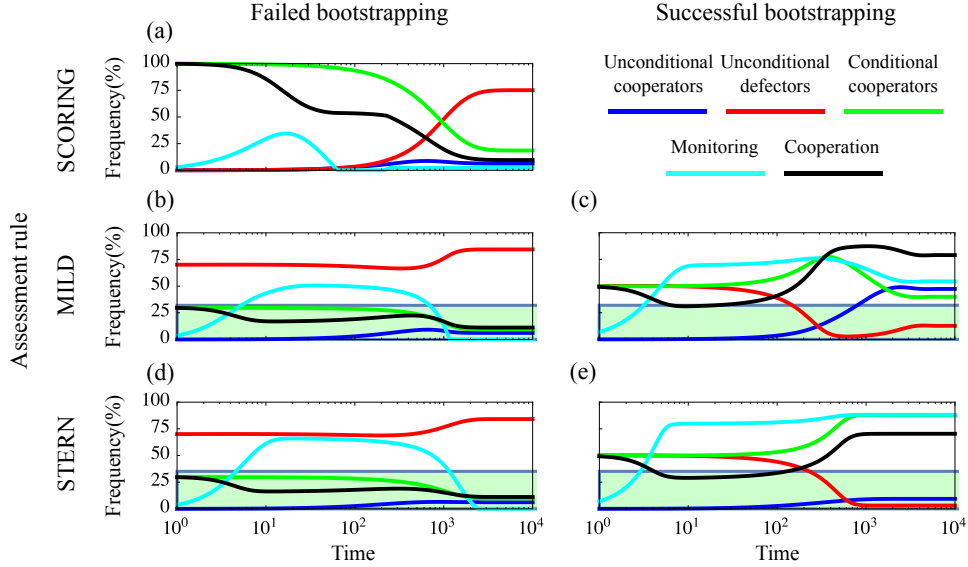 Failed bootstrapping
Successful bootstrapping
(a)
SCORING
Frequency(%)
100
75
50
25
0
Unconditional cooperators
Unconditional defectors
Conditional cooperators
Monitoring
Cooperation
Assessment rule
(b)
MILD
Frequency(%)
100
75
50
25
0
(c)
(d)
STERN
Frequency(%)
100
75
50
25
0
10^0
10^1
10^2
10^3
10^4
Time
(e)
10^0
10^1
10^2
10^3
10^4
Time